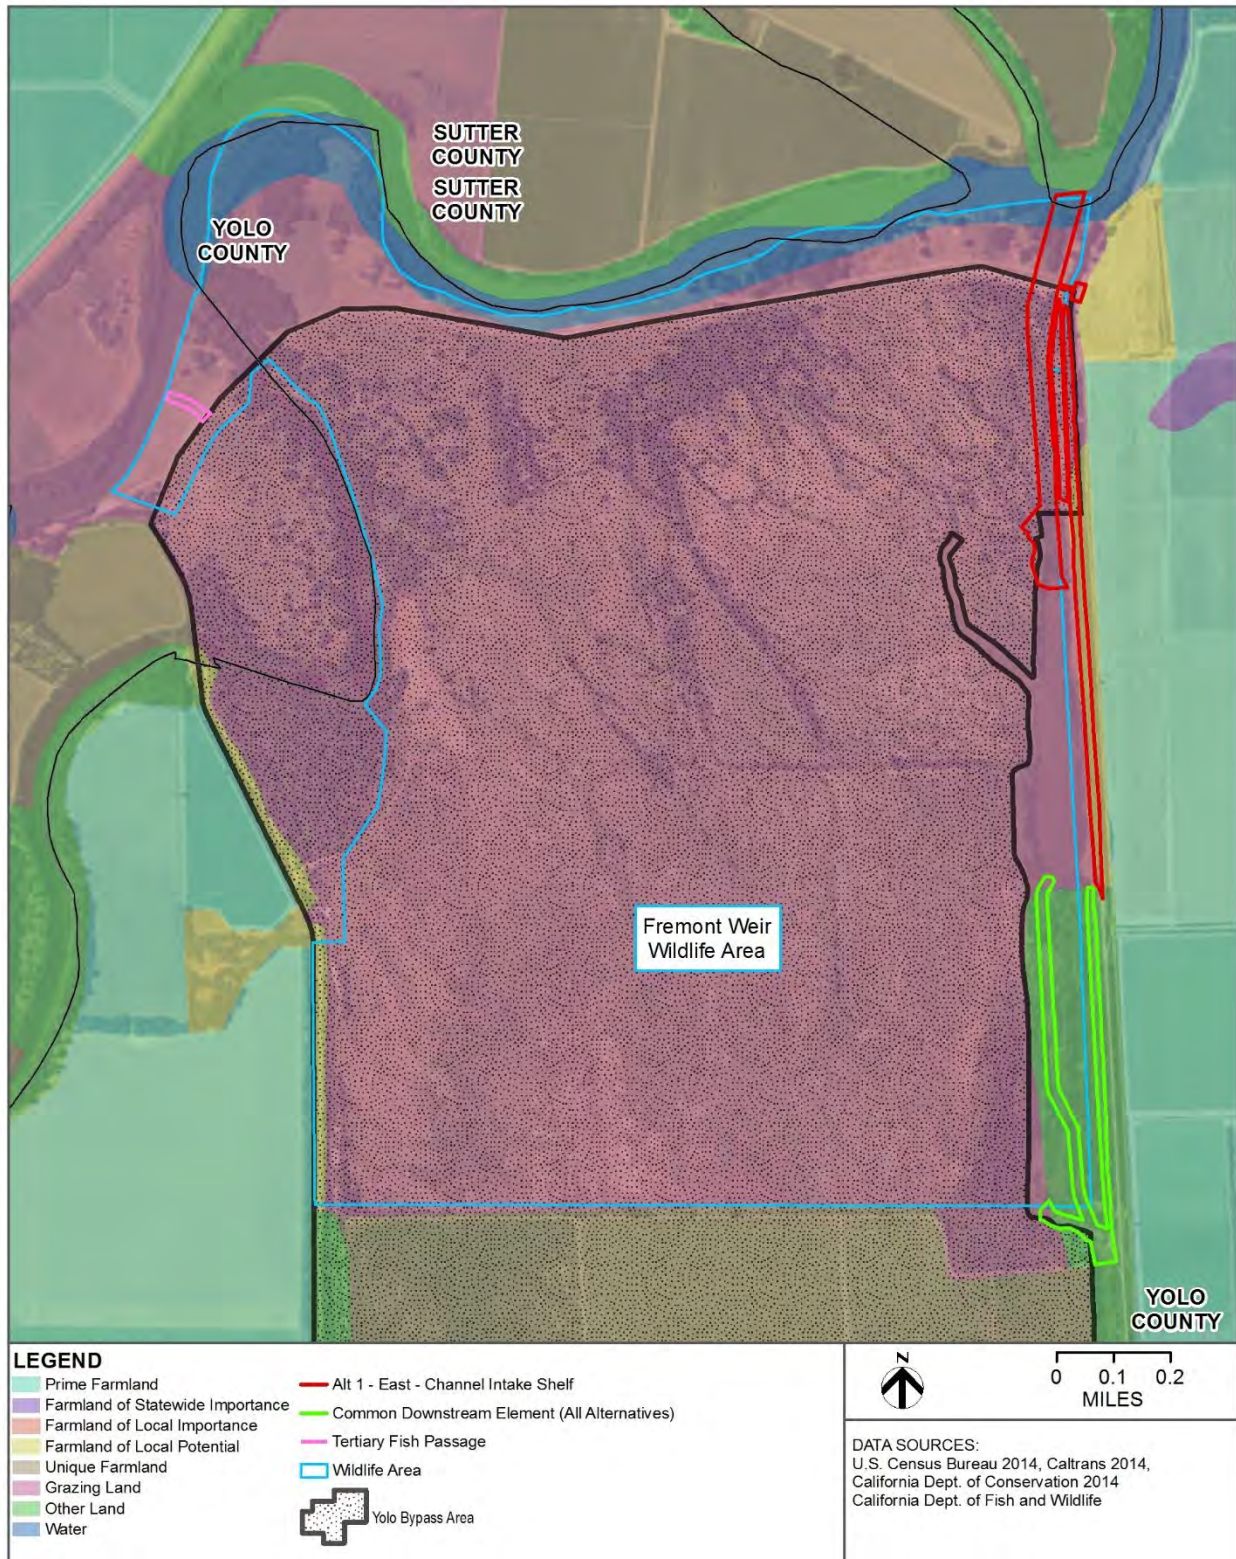 SUTTER
COUNTY
SUTTER
COUNTY
YOLO
COUNTY
Fremont Weir
Wildlife Area
YOLO
COUNTY
LEGEND
Prime Farmland
Farmland of Statewide Importance
Farmland of Local Importance
Farmland of Local Potential
Unique Farmland
Grazing Land
Other Land
Water
Alt 1 - East - Channel Intake Shelf
Common Downstream Element (All Alternatives)
Tertiary Fish Passage
Wildlife Area
Yolo Bypass Area
N
0 0.1 0.2
MILES
DATA SOURCES:
U.S. Census Bureau 2014, Caltrans 2014,
California Dept. of Conservation 2014
California Dept. of Fish and Wildlife